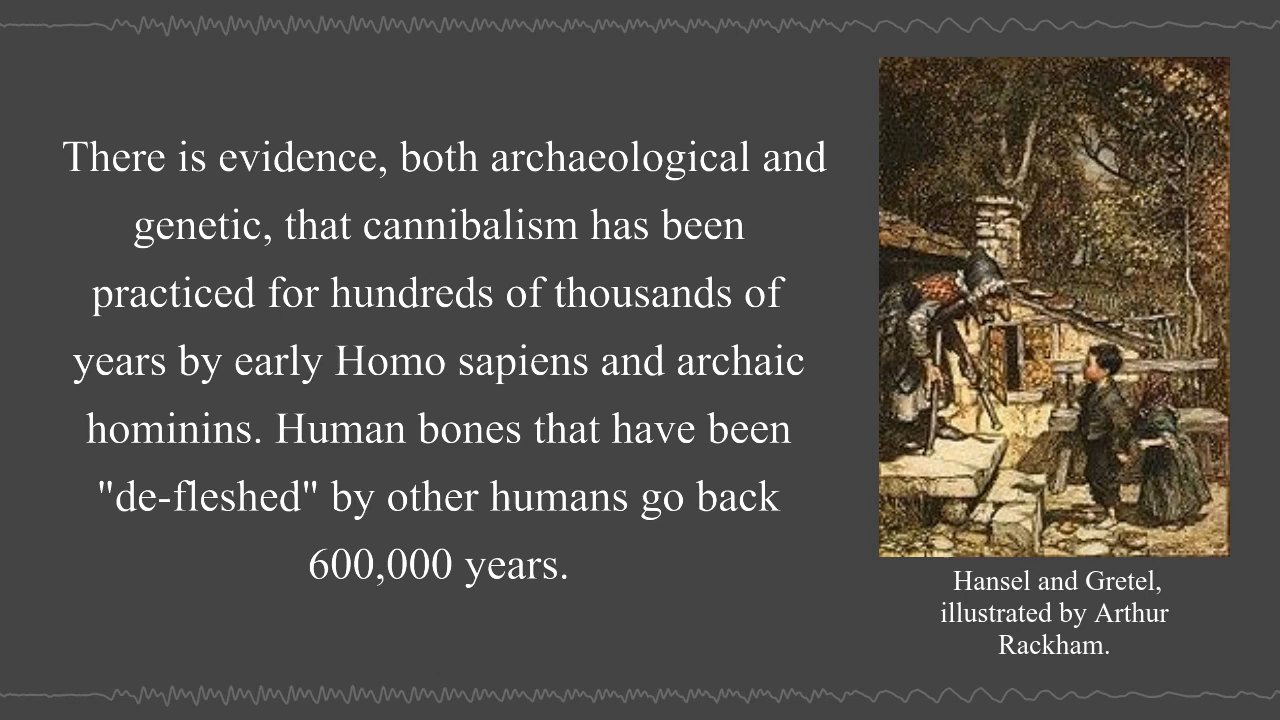 There is evidence, both archaeological and
genetic, that cannibalism has been
practiced for hundreds of thousands of
years by early Homo sapiens and archaic
hominins. Human bones that have been
"de-fleshed" by other humans go back
600,000 years.
Hansel and Gretel,
illustrated by Arthur
Rackham.